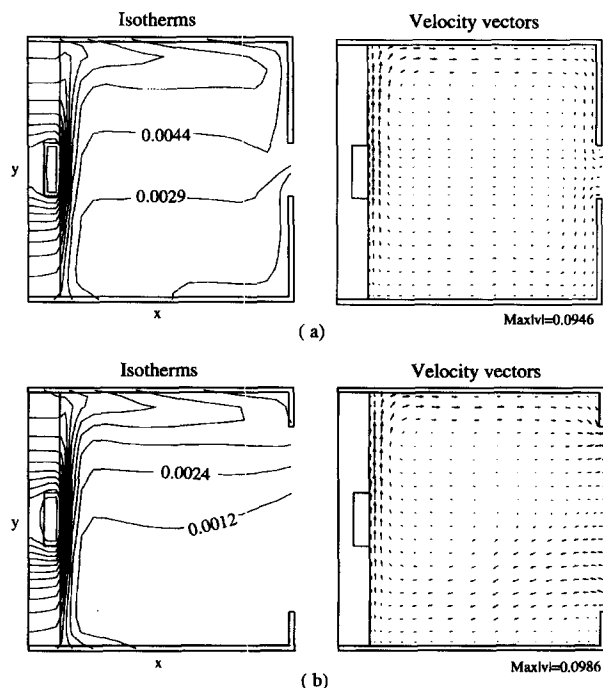 Isotherms
Velocity vectors
0.0044
y
0.0029
x
Max|v|=0.0946
( a)
Isotherms
Velocity vectors
0.0024
y
0.0012
x
Max|v|=0.0986
( b)